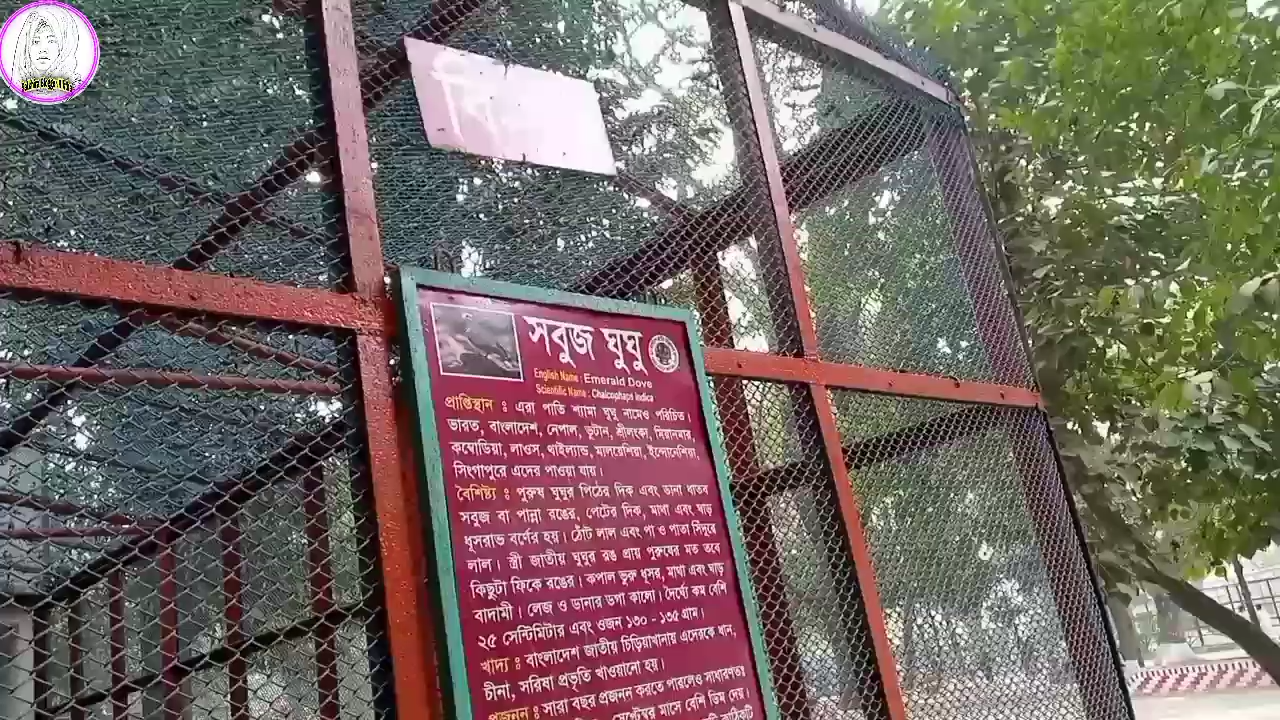 সবুজ ঘুঘু
English Name : Emerald Dove
Scientific Name : Chalcophaps indica
প্রাপ্তিস্থান : এরা পাতি শ্যামা ঘুঘু নামেও পরিচিত।
ভারত, বাংলাদেশ, নেপাল, ভুটান, শ্রীলংকা, মিয়ানমার,
কম্বোডিয়া, লাওস, থাইল্যান্ড, মালয়েশিয়া, ইন্দোনেশিয়া,
সিংগাপুরে এদের পাওয়া যায়।
বৈশিষ্ট্য : পুরুষ ঘুঘুর পিঠের দিক এবং ডানা ধাতব
সবুজ বা পান্না রঙের, পেটের দিক, মাথা এবং ঘাড়
ধূসরাভ বর্ণের হয়। ঠোঁট লাল এবং পা ও পাতা সিঁদুরে
লাল। স্ত্রী জাতীয় ঘুঘুর রঙ প্রায় পুরুষের মত তবে
কিছুটা ফিকে রঙের। কপাল ভুরু ধূসর, মাথা এবং ঘাড়
বাদামী। লেজ ও ডানার ডগা কালো। দৈর্ঘ্যে কম বেশি
২৫ সেন্টিমিটার এবং ওজন ১৩০ - ১৩৫ গ্রাম।
খাদ্য : বাংলাদেশ জাতীয় চিড়িয়াখানায় এদেরকে ধান,
চীনা, সরিষা প্রভৃতি খাওয়ানো হয়।
প্রজনন : সারা বছর প্রজনন করতে পারলেও সাধারণতঃ
সেপ্টেম্বর মাসে বেশি ডিম দেয়।